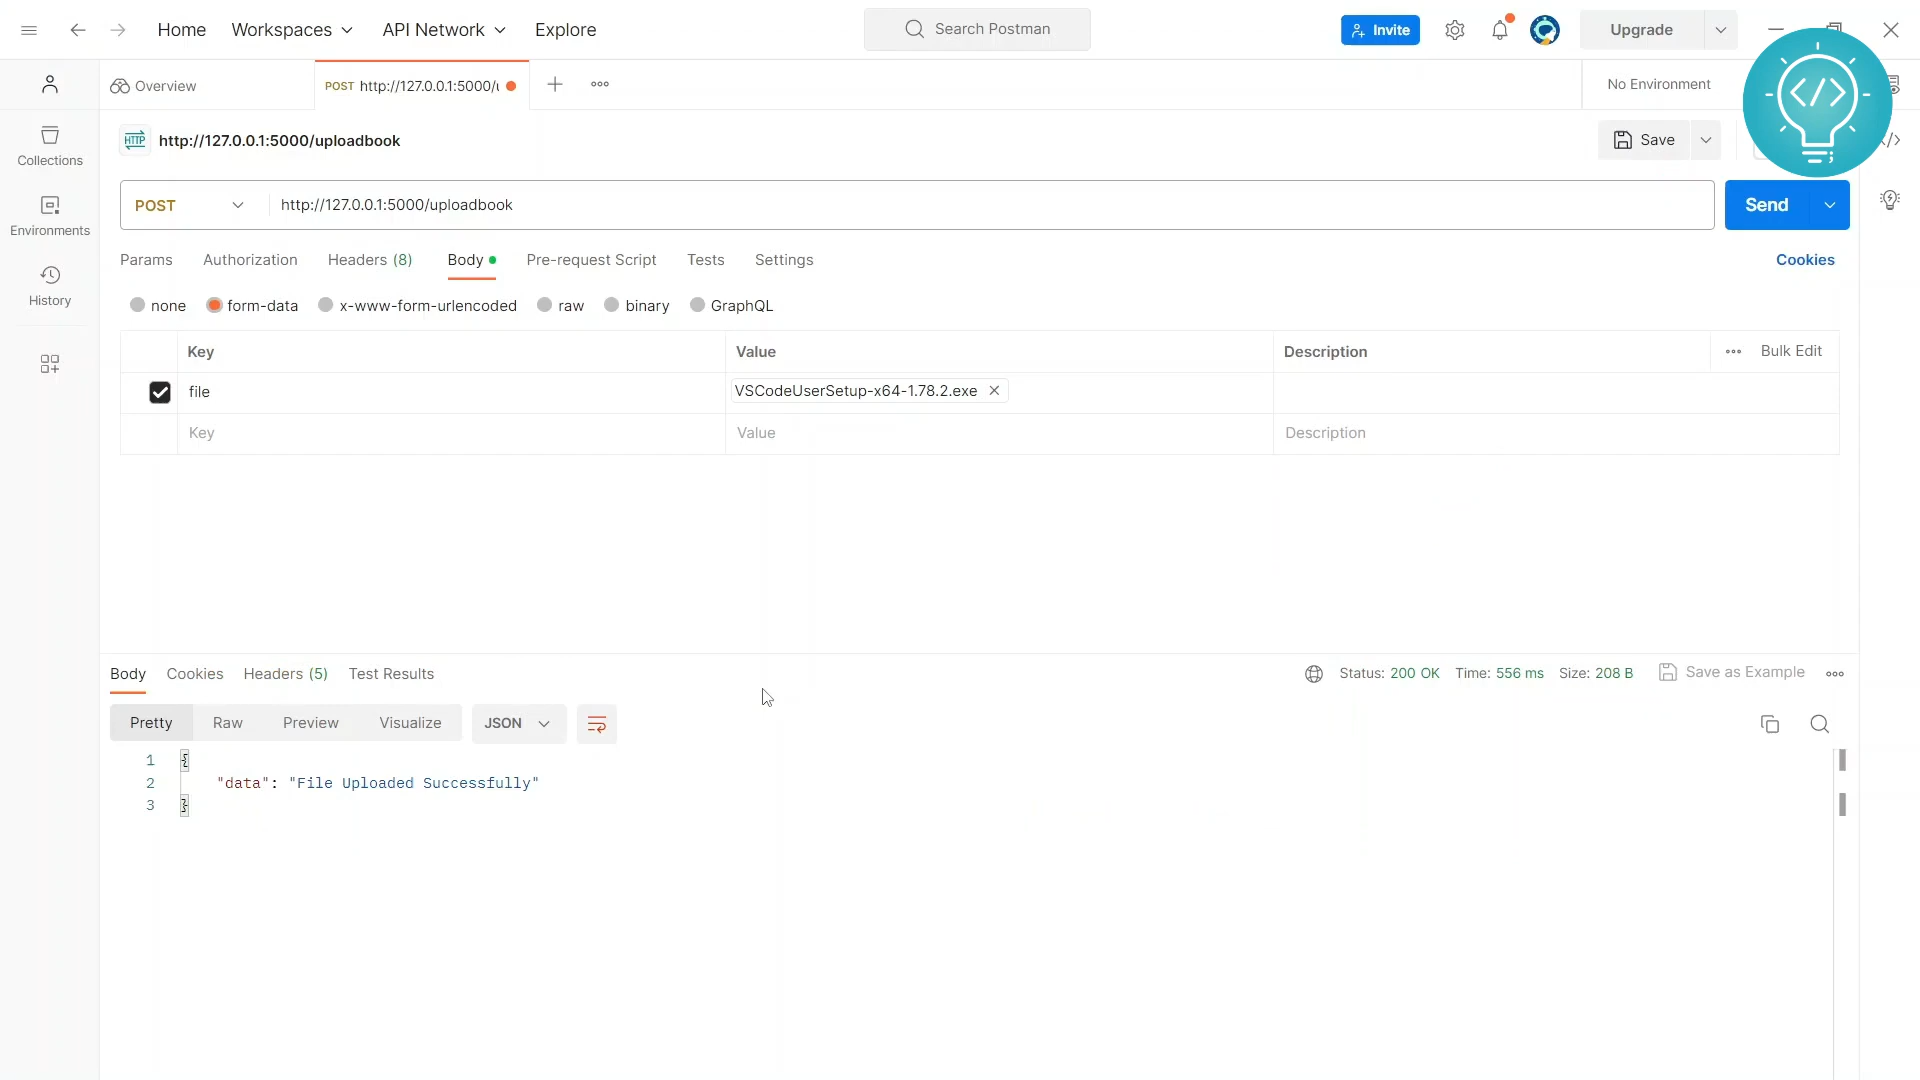 Home Workspaces API Network Explore Search Postman Invite Upgrade
Overview POST http://127.0.0.1:5000/u No Environment
Collections
Environments
History
HTTP http://127.0.0.1:5000/uploadbook Save </>
POST http://127.0.0.1:5000/uploadbook Send
Params Authorization Headers (8) Body Pre-request Script Tests Settings Cookies
none form-data x-www-form-urlencoded raw binary GraphQL
Key Value Description Bulk Edit
file VSCodeUserSetup-x64-1.78.2.exe
Key Value Description
Body Cookies Headers (5) Test Results Status: 200 OK Time: 556 ms Size: 208 B Save as Example
Pretty Raw Preview Visualize JSON
1 {
2 "data": "File Uploaded Successfully"
3 }